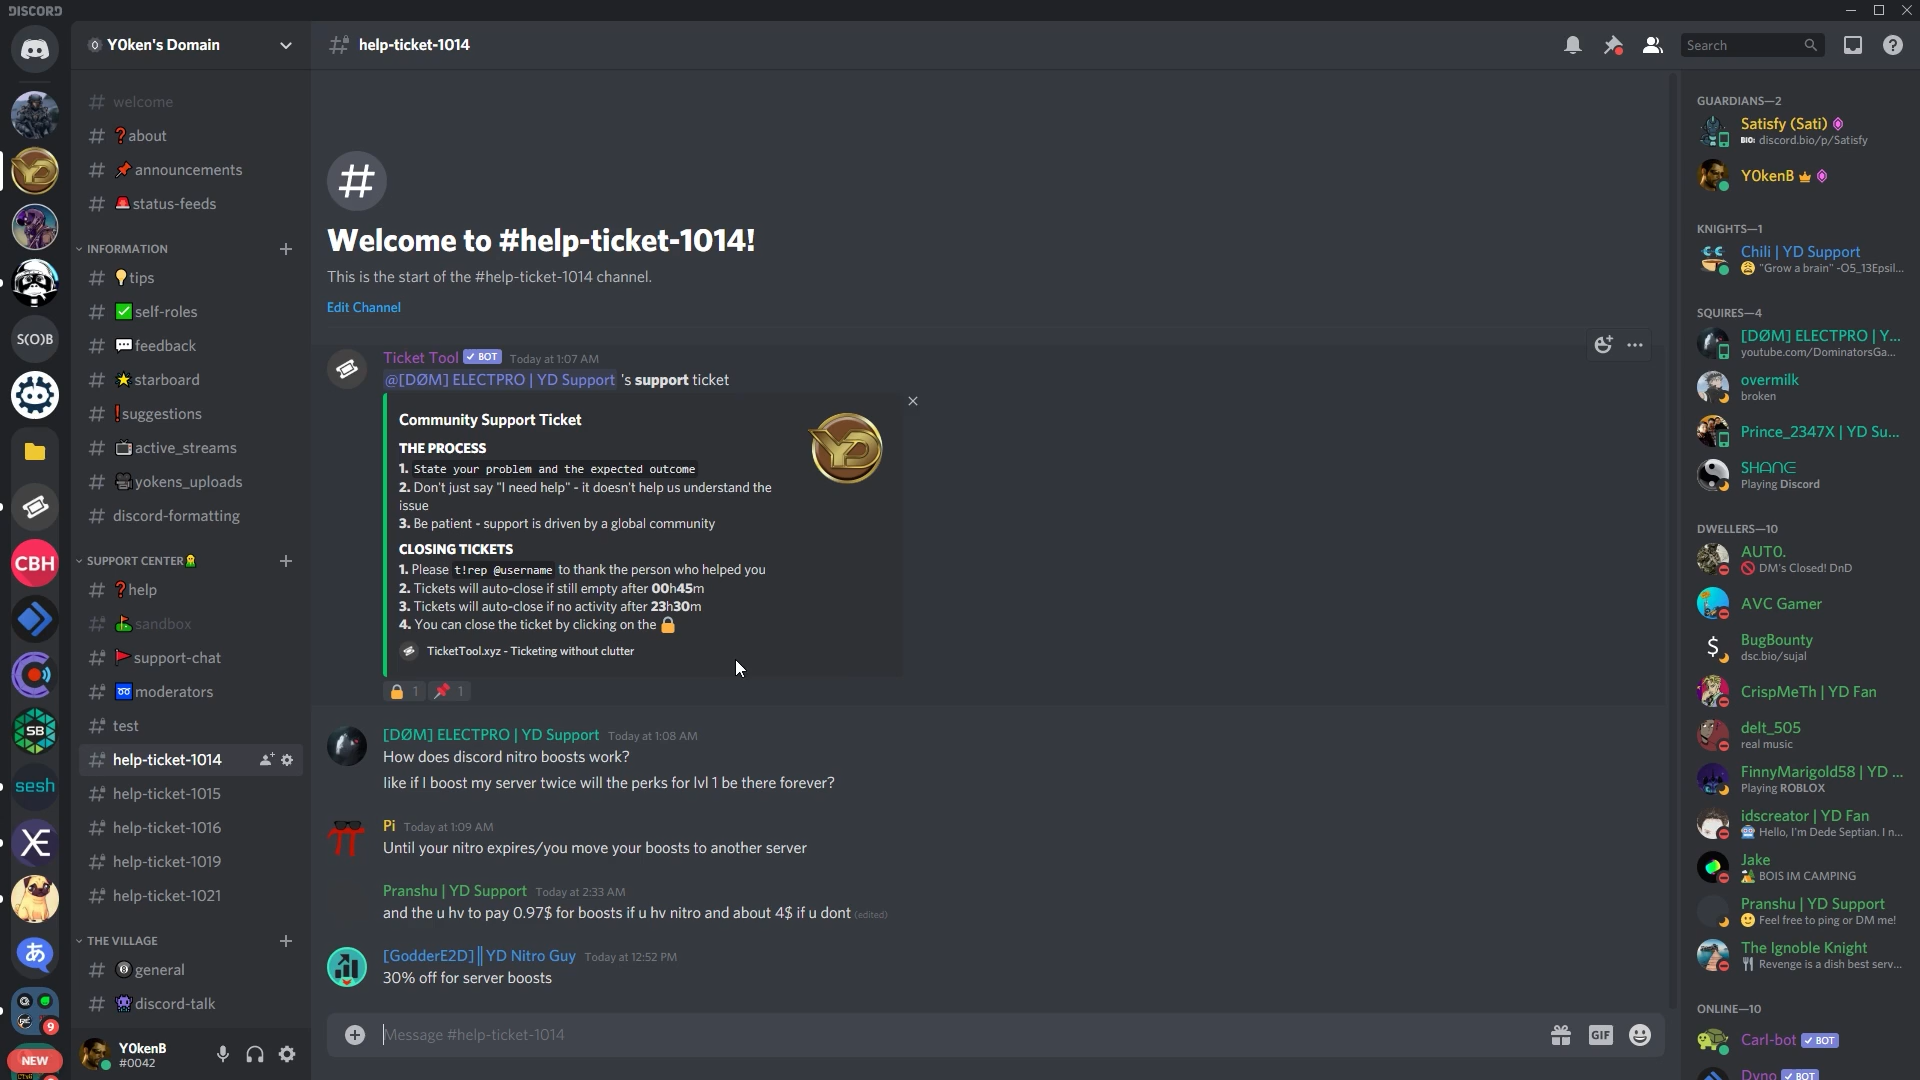 DISCORD
Y0ken's Domain
welcome
❓about
📌announcements
🚨status-feeds
INFORMATION
💡tips
✅self-roles
💬feedback
🌟starboard
❗suggestions
📺active_streams
🎥yokens_uploads
discord-formatting
SUPPORT CENTER
❓help
⛳sandbox
🚩support-chat
moderators
test
help-ticket-1014
help-ticket-1015
help-ticket-1016
help-ticket-1019
help-ticket-1021
THE VILLAGE
general
👾discord-talk
Y0kenB
#0042
YD
S(O)B
CBH
SB
sesh
XE
あ
9
NEW
help-ticket-1014
Search
#
Welcome to #help-ticket-1014!
This is the start of the #help-ticket-1014 channel.
Edit Channel
Ticket Tool ✓ BOT Today at 1:07 AM
@[DØM] ELECTPRO | YD Support 's support ticket
Community Support Ticket
THE PROCESS
1. State your problem and the expected outcome
2. Don't just say "I need help" - it doesn't help us understand the
issue
3. Be patient - support is driven by a global community
CLOSING TICKETS
1. Please t!rep @username to thank the person who helped you
2. Tickets will auto-close if still empty after 00h45m
3. Tickets will auto-close if no activity after 23h30m
4. You can close the ticket by clicking on the 🔒
TicketTool.xyz - Ticketing without clutter
YD
🔒 1 📌 1
[DØM] ELECTPRO | YD Support Today at 1:08 AM
How does discord nitro boosts work?
like if I boost my server twice will the perks for lvl 1 be there forever?
Pi Today at 1:09 AM
Until your nitro expires/you move your boosts to another server
Pranshu | YD Support Today at 2:33 AM
and the u hv to pay 0.97$ for boosts if u hv nitro and about 4$ if u dont (edited)
[GodderE2D]║YD Nitro Guy Today at 12:52 PM
30% off for server boosts
Message #help-ticket-1014
GIF
GUARDIANS—2
Satisfy (Sati)
BIO: discord.bio/p/Satisfy
Y0kenB
KNIGHTS—1
Chili | YD Support
"Grow a brain" -O5_13Epsil...
SQUIRES—4
[DØM] ELECTPRO | Y...
youtube.com/DominatorsGa...
overmilk
broken
Prince_2347X | YD Su...
SHANE
Playing Discord
DWELLERS—10
AUTO.
🚫 DM's Closed! DnD
AVC Gamer
BugBounty
dsc.bio/sujal
CrispMeTh | YD Fan
delt_505
real music
FinnyMarigold58 | YD ...
Playing ROBLOX
idscreator | YD Fan
Hello, I'm Dede Septian. I n...
Jake
🏕 BOIS IM CAMPING
Pranshu | YD Support
🙂 Feel free to ping or DM me!
The Ignoble Knight
🍴 Revenge is a dish best serv...
ONLINE—10
Carl-bot ✓ BOT
Dyno ✓ BOT